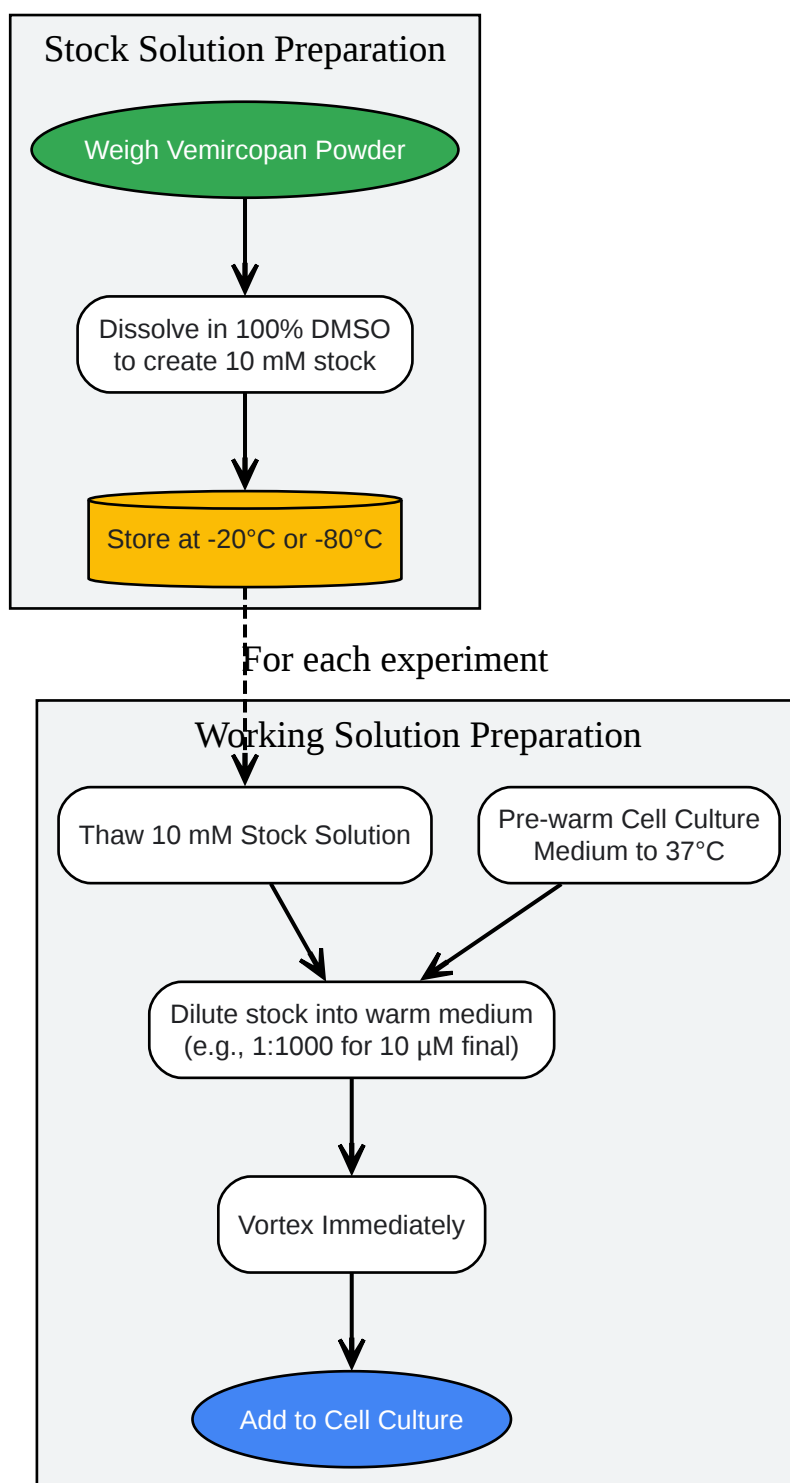 Stock Solution Preparation
Weigh Vemircopan Powder
Dissolve in 100% DMSO
to create 10 mM stock
Store at -20°C or -80°C
For each experiment
Working Solution Preparation
Thaw 10 mM Stock Solution
Pre-warm Cell Culture
Medium to 37°C
Dilute stock into warm medium
(e.g., 1:1000 for 10 µM final)
Vortex Immediately
Add to Cell Culture